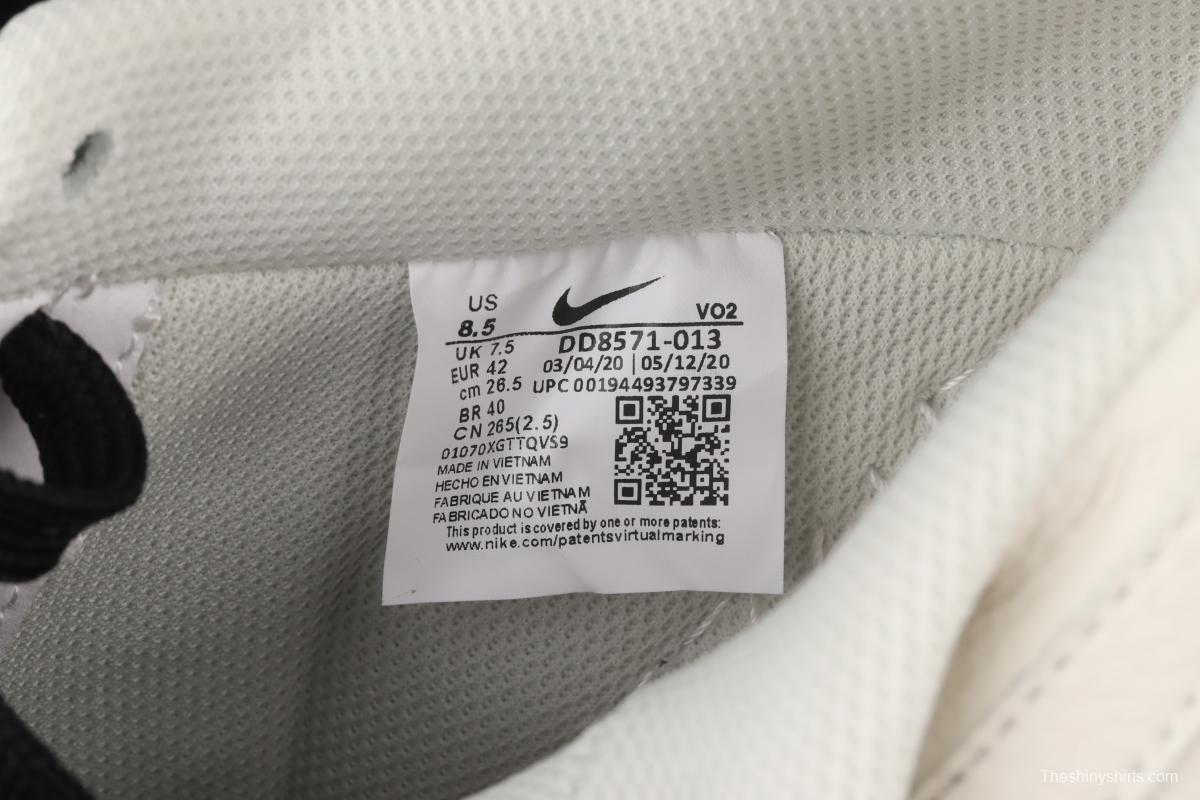 US
8.5
VO2
UK 7.5
DD8571-013
EUR 42
03/04/20 | 05/12/20
cm 26.5
UPC 00194493797339
BR 40
CN 265(2.5)
01070XGTTQVS9
MADE IN VIETNAM
HECHO EN VIETNAM
FABRIQUE AU VIETNAM
FABRICADO NO VIETNÃ
This product is covered by one or more patents:
www.nike.com/patentsvirtualmarking
Theshinyshirts.com